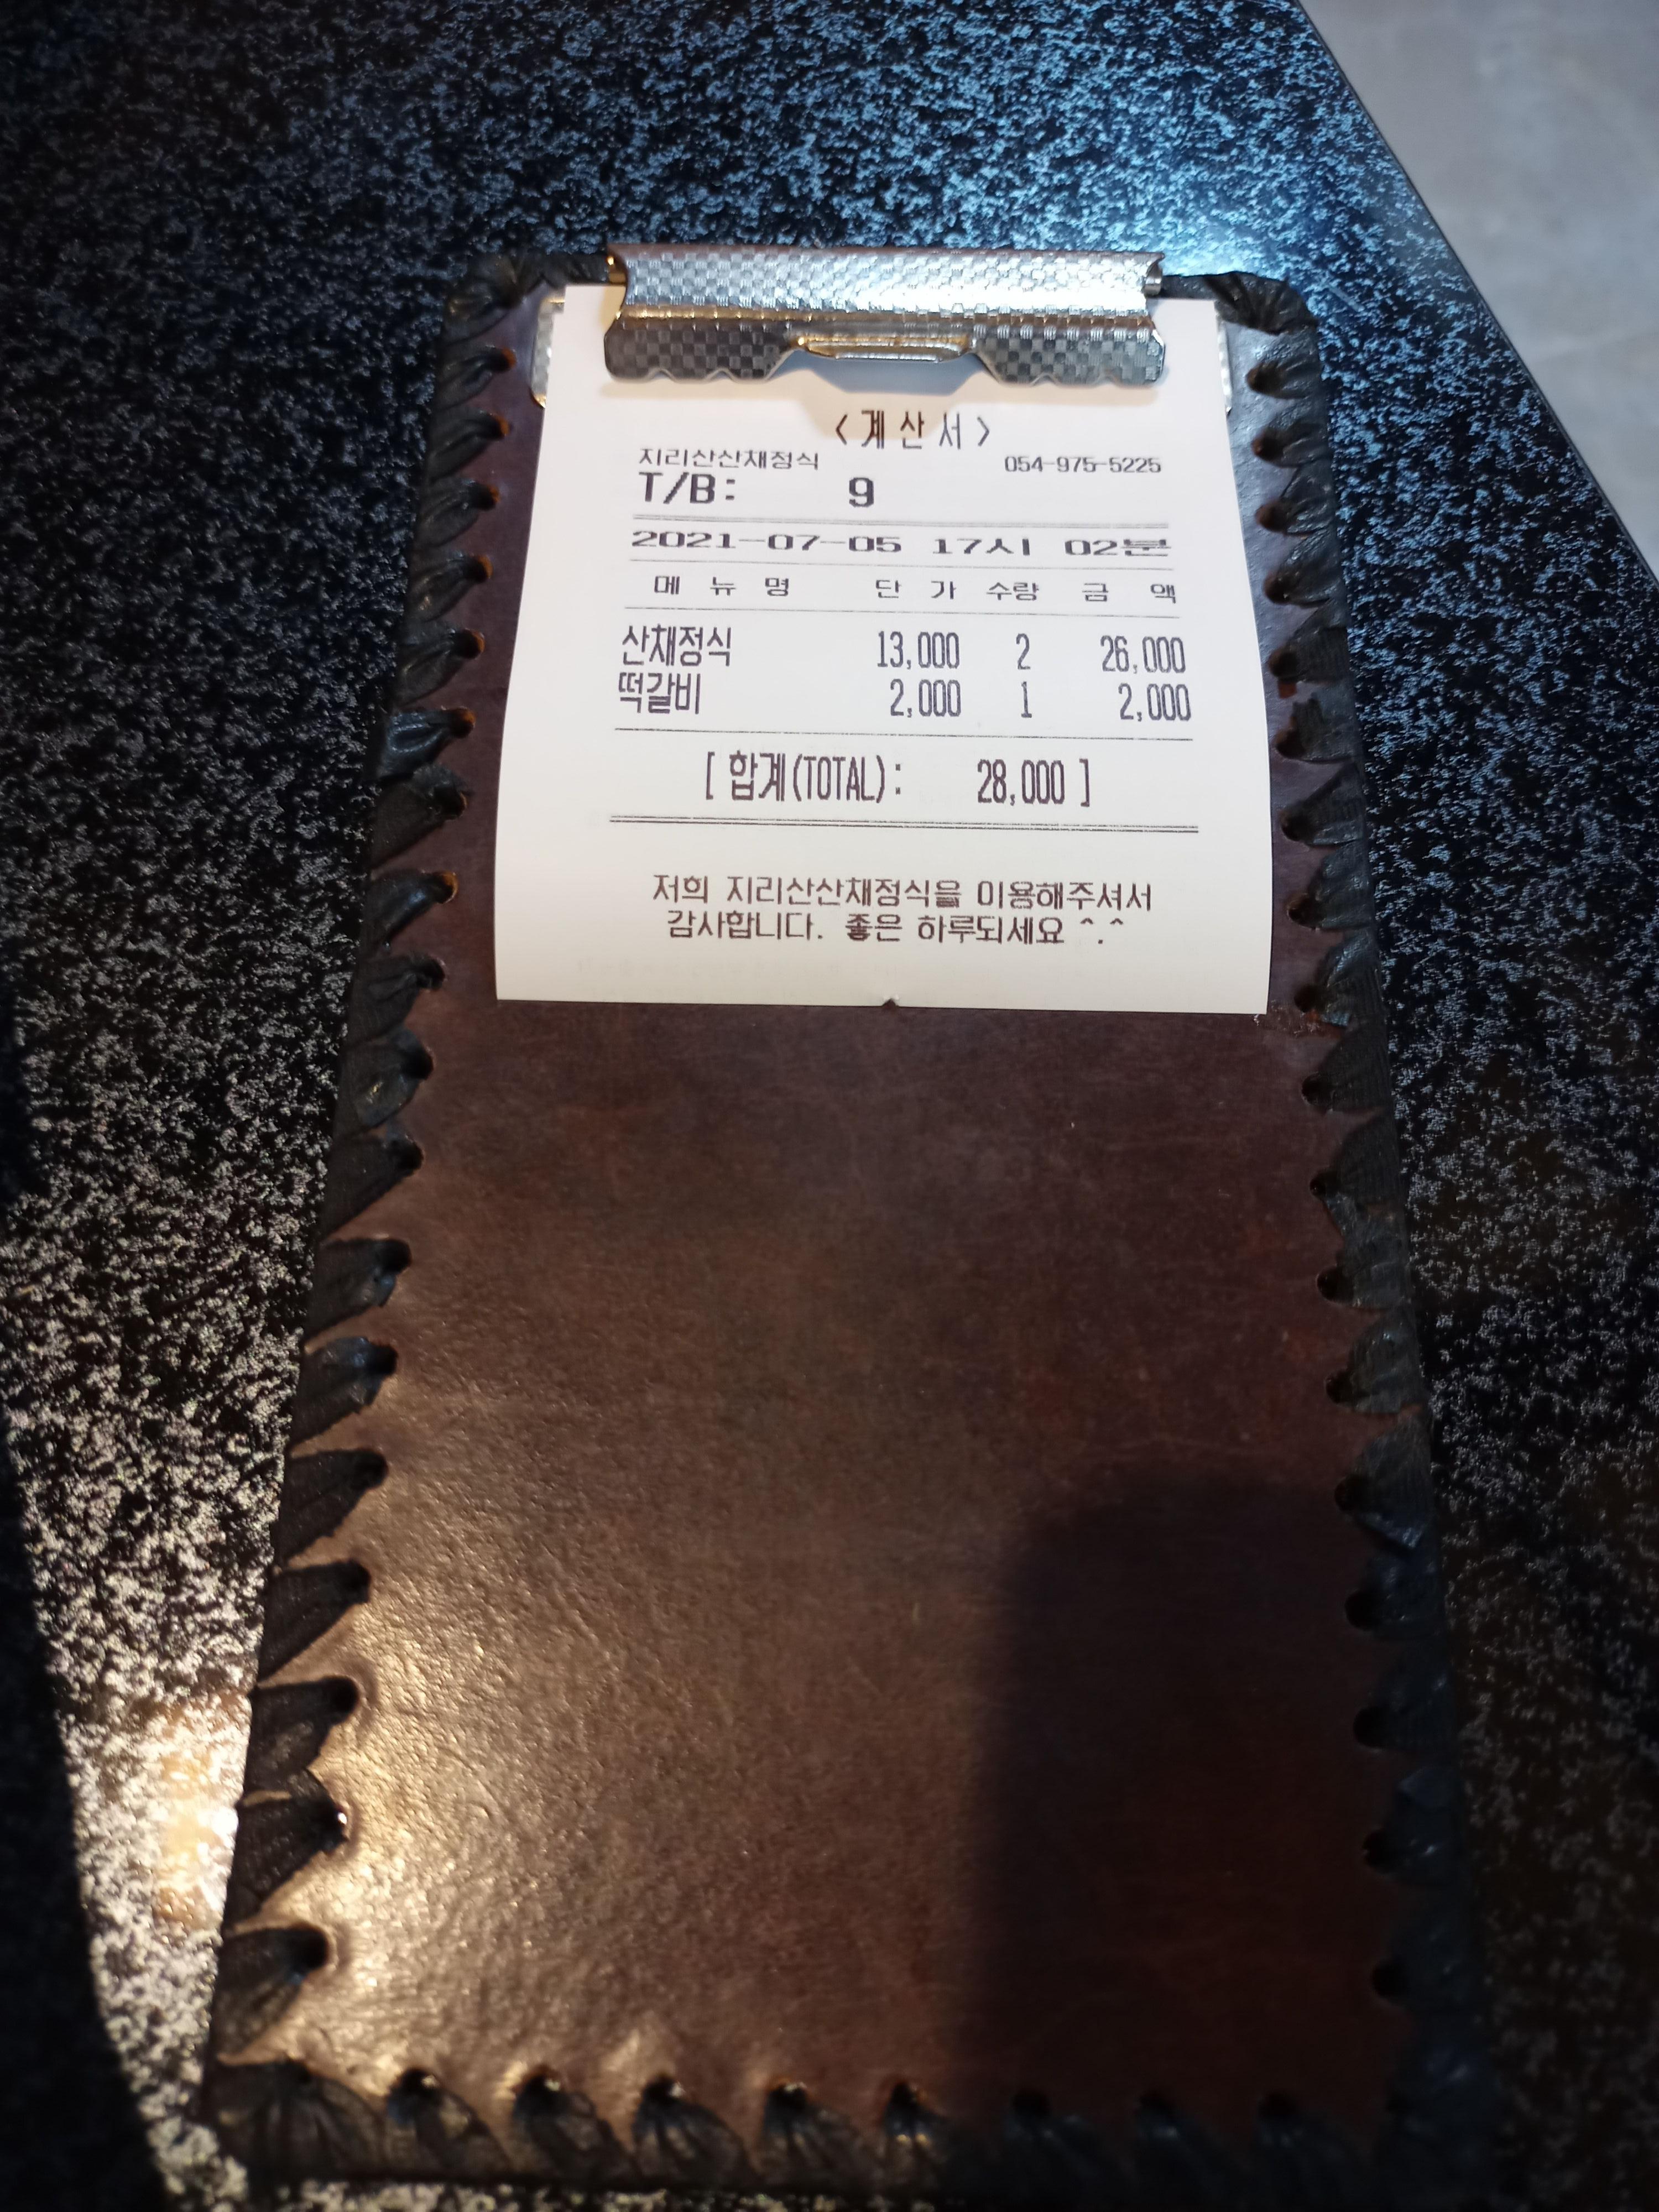 <계산서>
지리산산채정식 054-975-5225
T/B: 9
2021-07-05 17시 02분
메 뉴 명 단 가 수량 금 액
산채정식 13,000 2 26,000
떡갈비 2,000 1 2,000
[ 합계(TOTAL): 28,000 ]
저희 지리산산채정식을 이용해주셔서
감사합니다. 좋은 하루되세요 ^.^